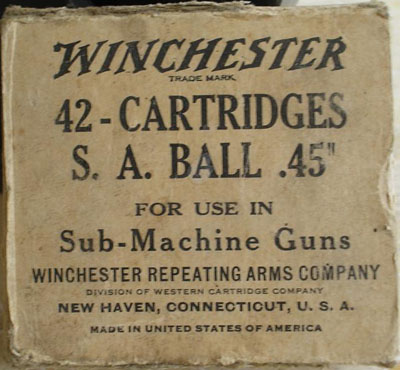 WINCHESTER
TRADE MARK
42-CARTRIDGES
S. A. BALL .45"
FOR USE IN
Sub-Machine Guns
WINCHESTER REPEATING ARMS COMPANY
DIVISION OF WESTERN CARTRIDGE COMPANY
NEW HAVEN, CONNECTICUT, U. S. A.
MADE IN UNITED STATES OF AMERICA